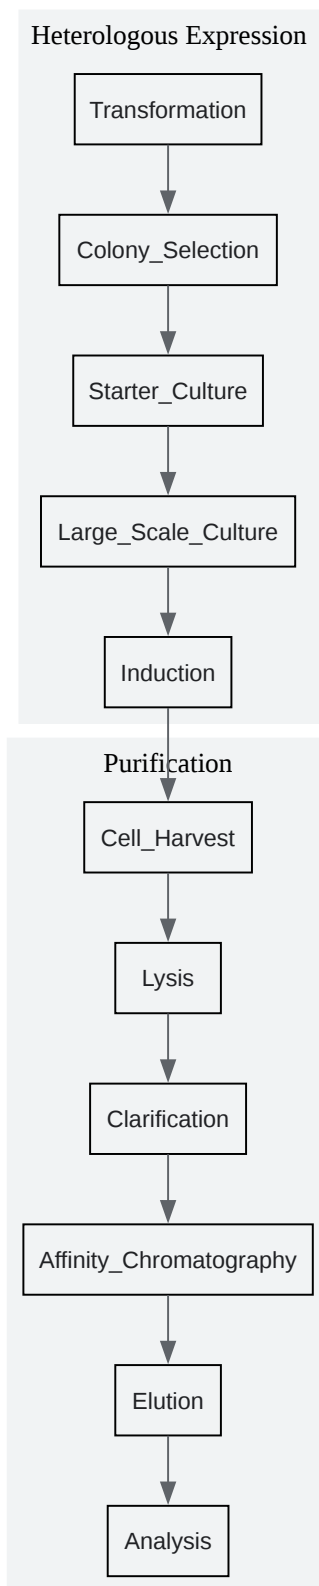 Heterologous Expression
Transformation
Colony_Selection
Starter_Culture
Large_Scale_Culture
Induction
Purification
Cell_Harvest
Lysis
Clarification
Affinity_Chromatography
Elution
Analysis